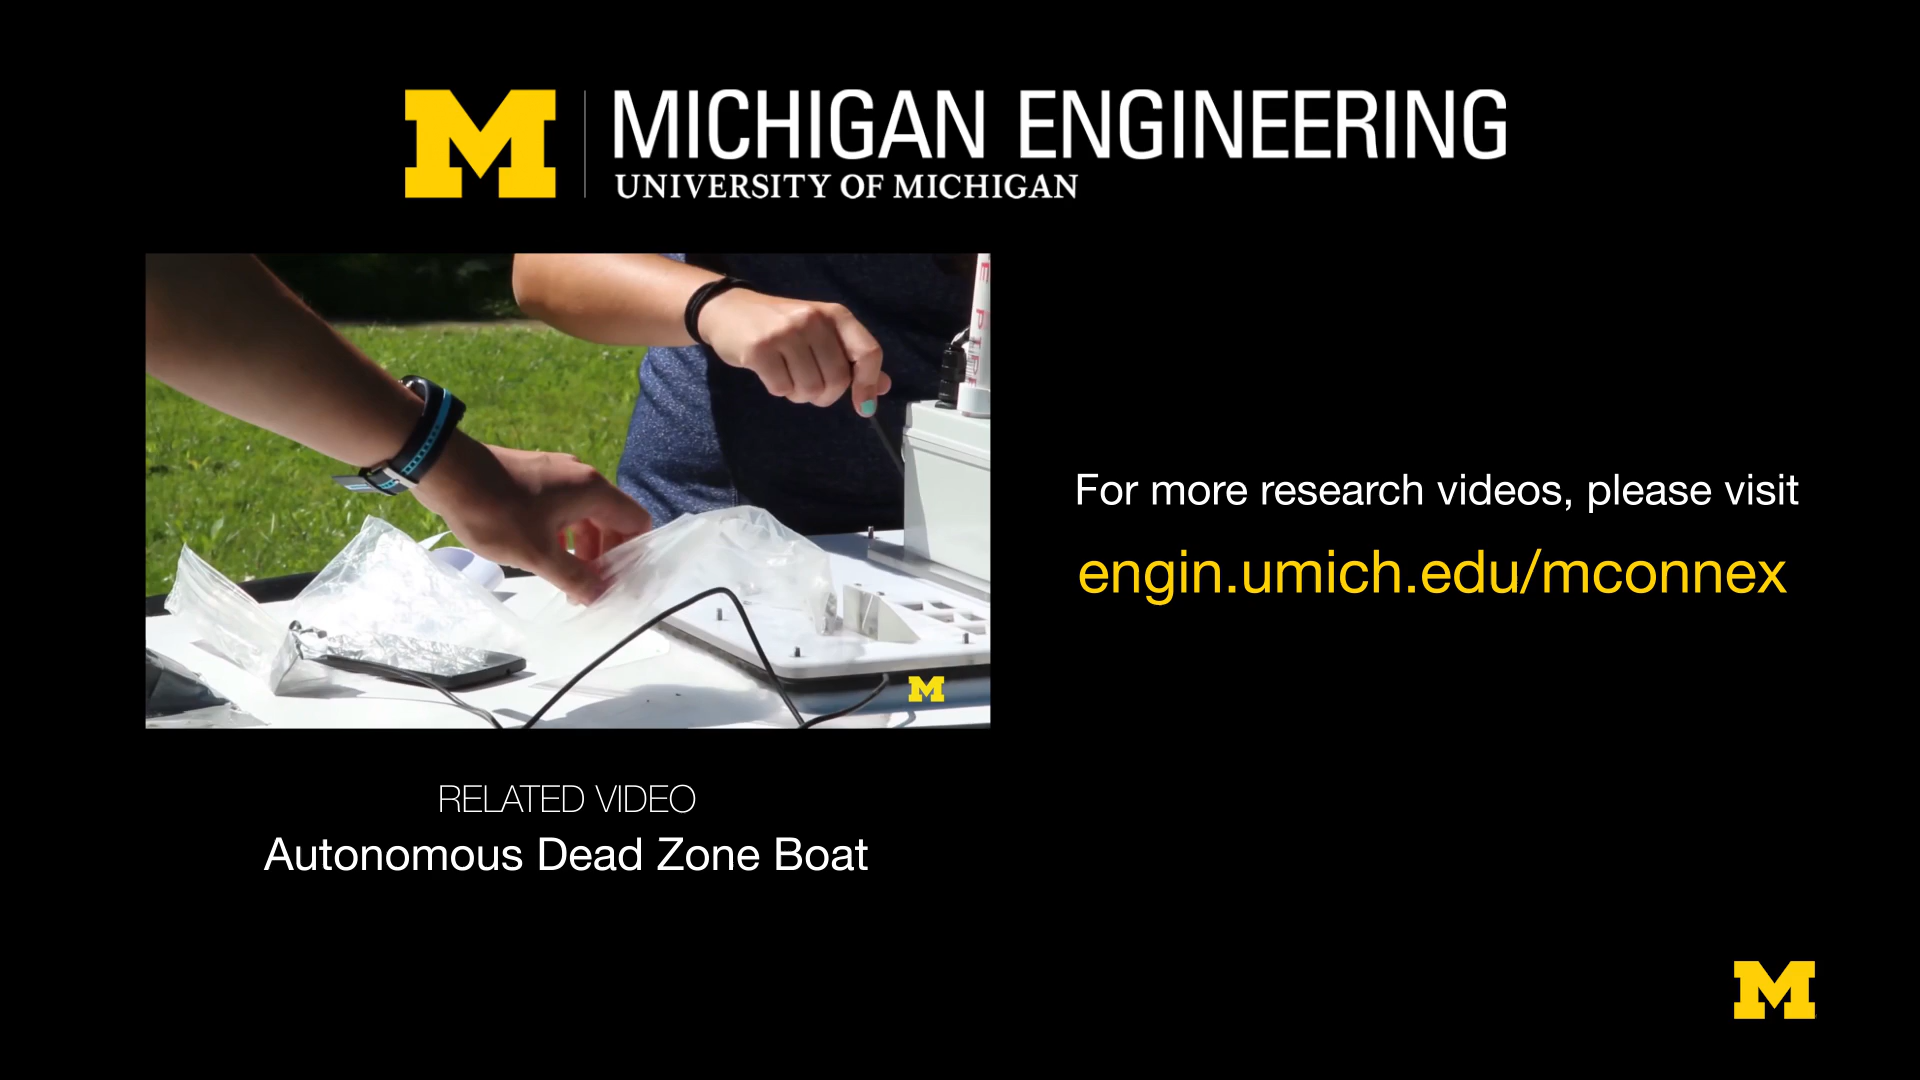 M
MICHIGAN ENGINEERING
UNIVERSITY OF MICHIGAN
M
RELATED VIDEO
Autonomous Dead Zone Boat
For more research videos, please visit
engin.umich.edu/mconnex
M